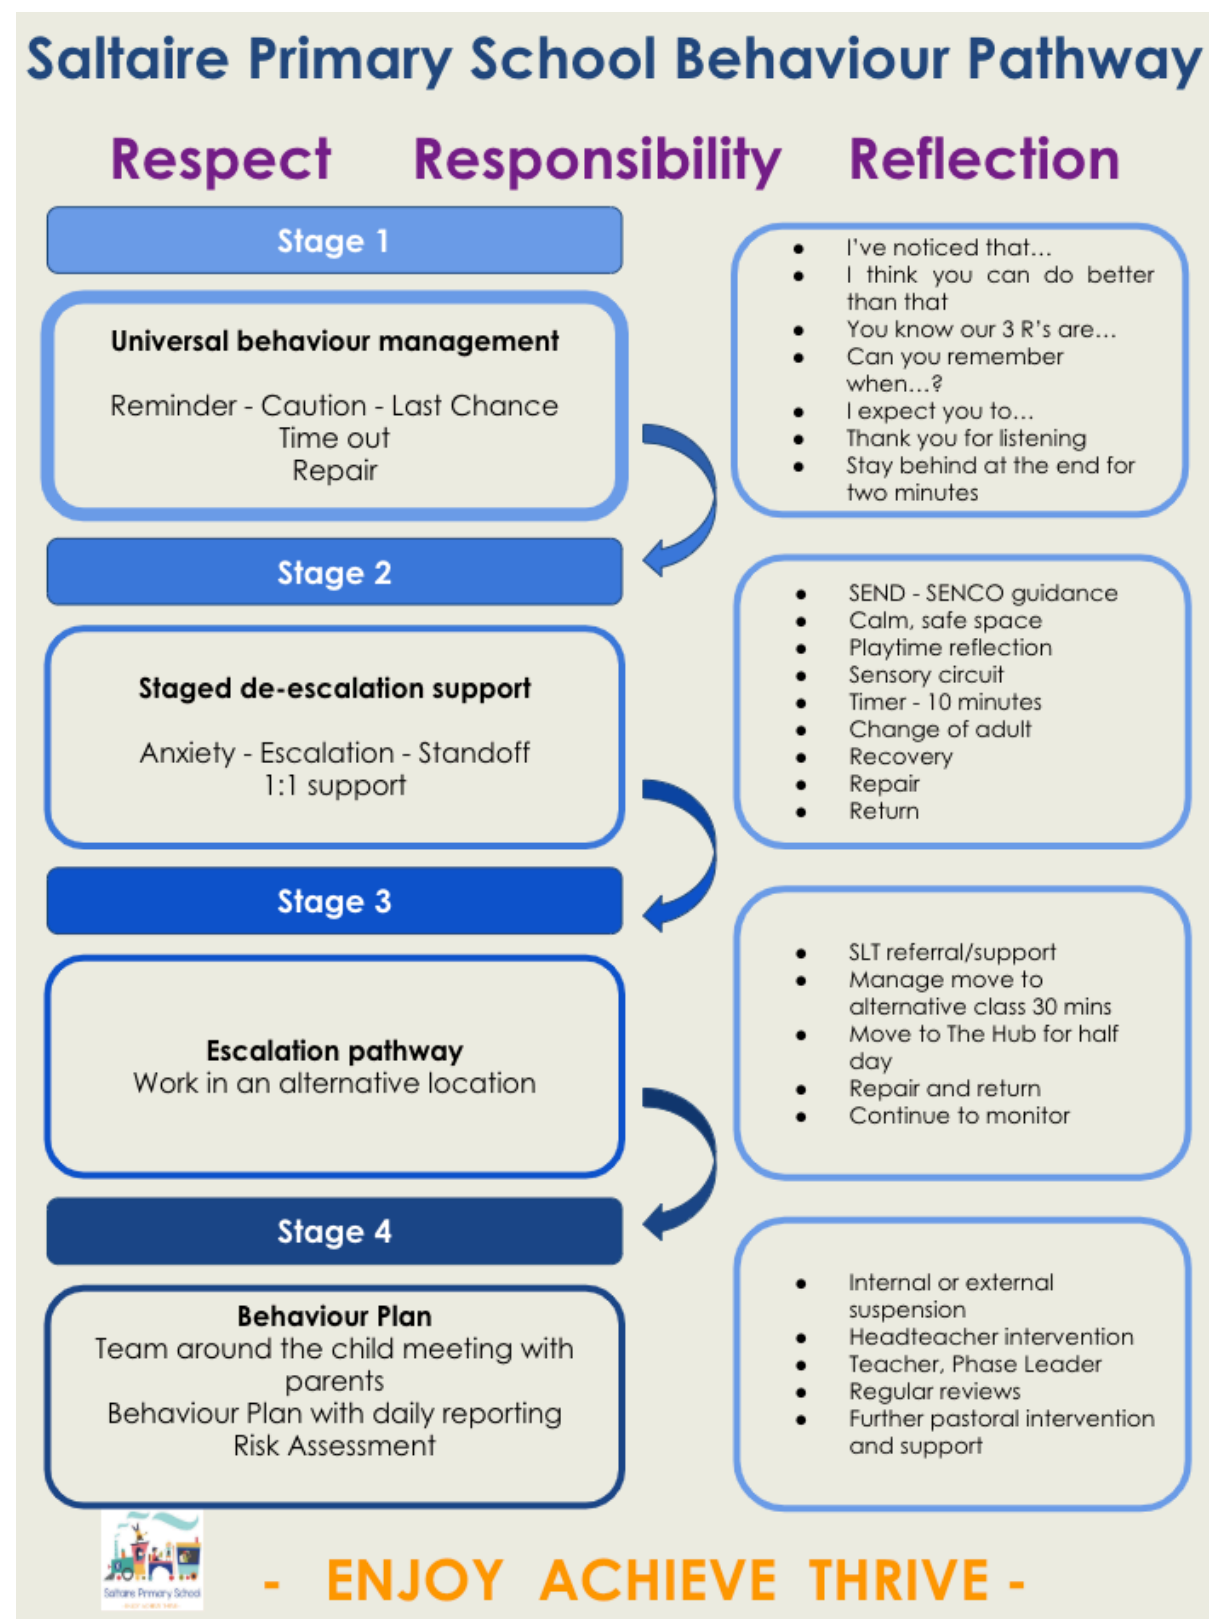 Saltaire Primary School Behaviour Pathway
Respect Responsibility Reflection
Stage 1
Universal behaviour management
Reminder - Caution - Last Chance
Time out
Repair
● I've noticed that...
● I think you can do better
than that
● You know our 3 R's are...
● Can you remember
when...?
● I expect you to...
● Thank you for listening
● Stay behind at the end for
two minutes
Stage 2
Staged de-escalation support
Anxiety - Escalation - Standoff
1:1 support
● SEND - SENCO guidance
● Calm, safe space
● Playtime reflection
● Sensory circuit
● Timer - 10 minutes
● Change of adult
● Recovery
● Repair
● Return
Stage 3
Escalation pathway
Work in an alternative location
● SLT referral/support
● Manage move to
alternative class 30 mins
● Move to The Hub for half
day
● Repair and return
● Continue to monitor
Stage 4
Behaviour Plan
Team around the child meeting with
parents
Behaviour Plan with daily reporting
Risk Assessment
● Internal or external
suspension
● Headteacher intervention
● Teacher, Phase Leader
● Regular reviews
● Further pastoral intervention
and support
Saltaire Primary School
- ENJOY ACHIEVE THRIVE -
- ENJOY ACHIEVE THRIVE -